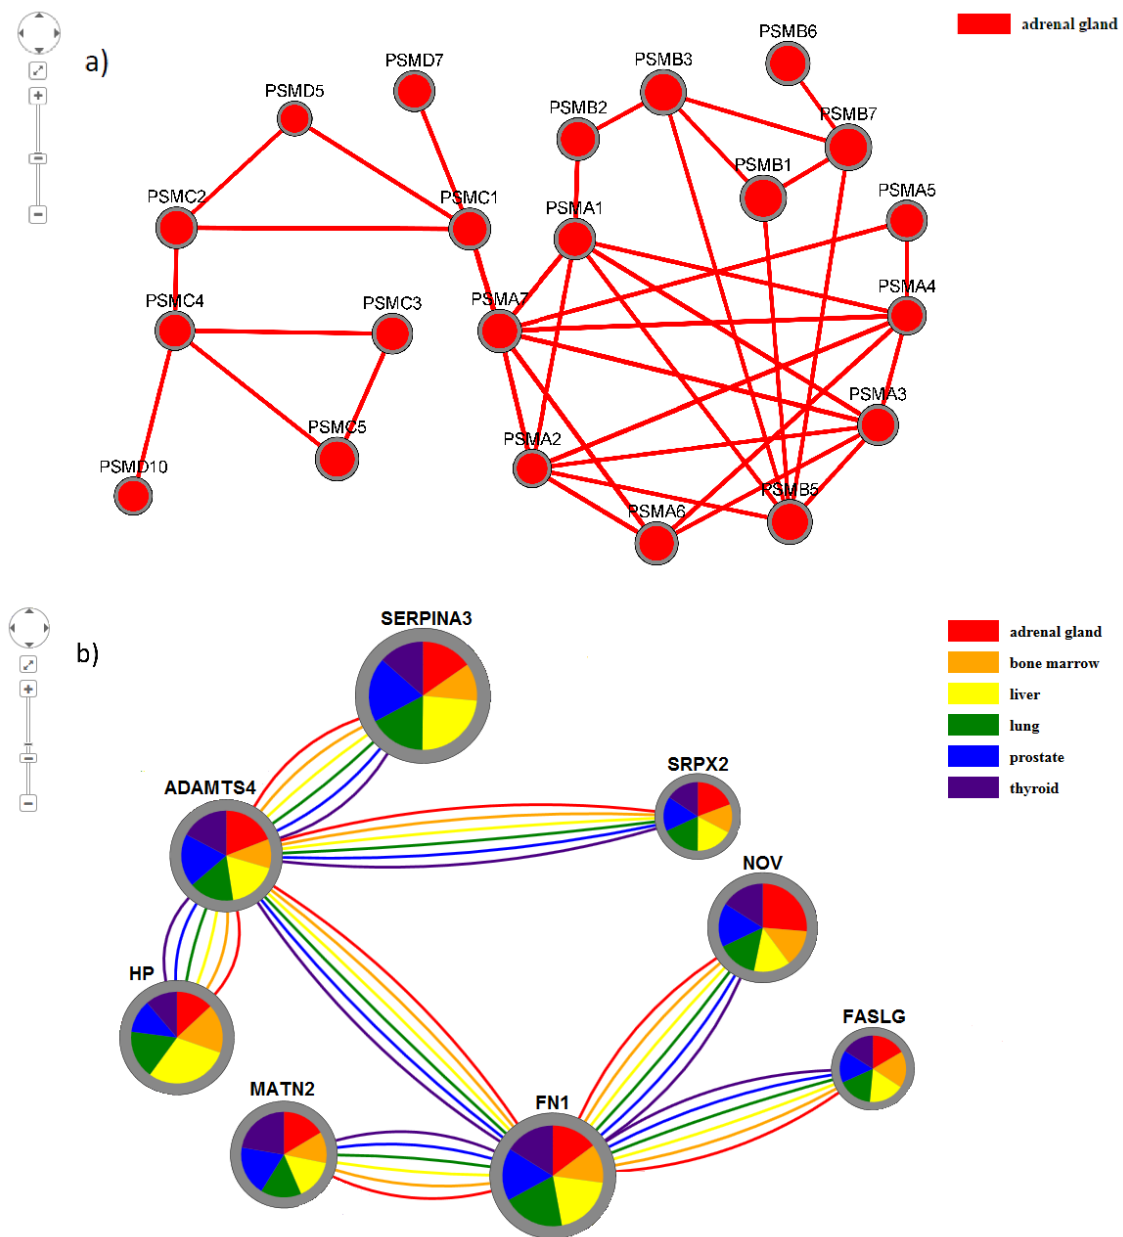 adrenal gland
a)
PSMD7
PSMB3
PSMB6
PSMD5
PSMB2
PSMB7
PSMB1
PSMC2
PSMC1
PSMA1
PSMA5
PSMC4
PSMC3
PSMA7
PSMA4
PSMA3
PSMC5
PSMA2
PSMD10
PSMB5
PSMA6
b)
SERPINA3
adrenal gland
bone marrow
liver
lung
prostate
thyroid
ADAMTS4
SRPX2
NOV
HP
FASLG
MATN2
FN1